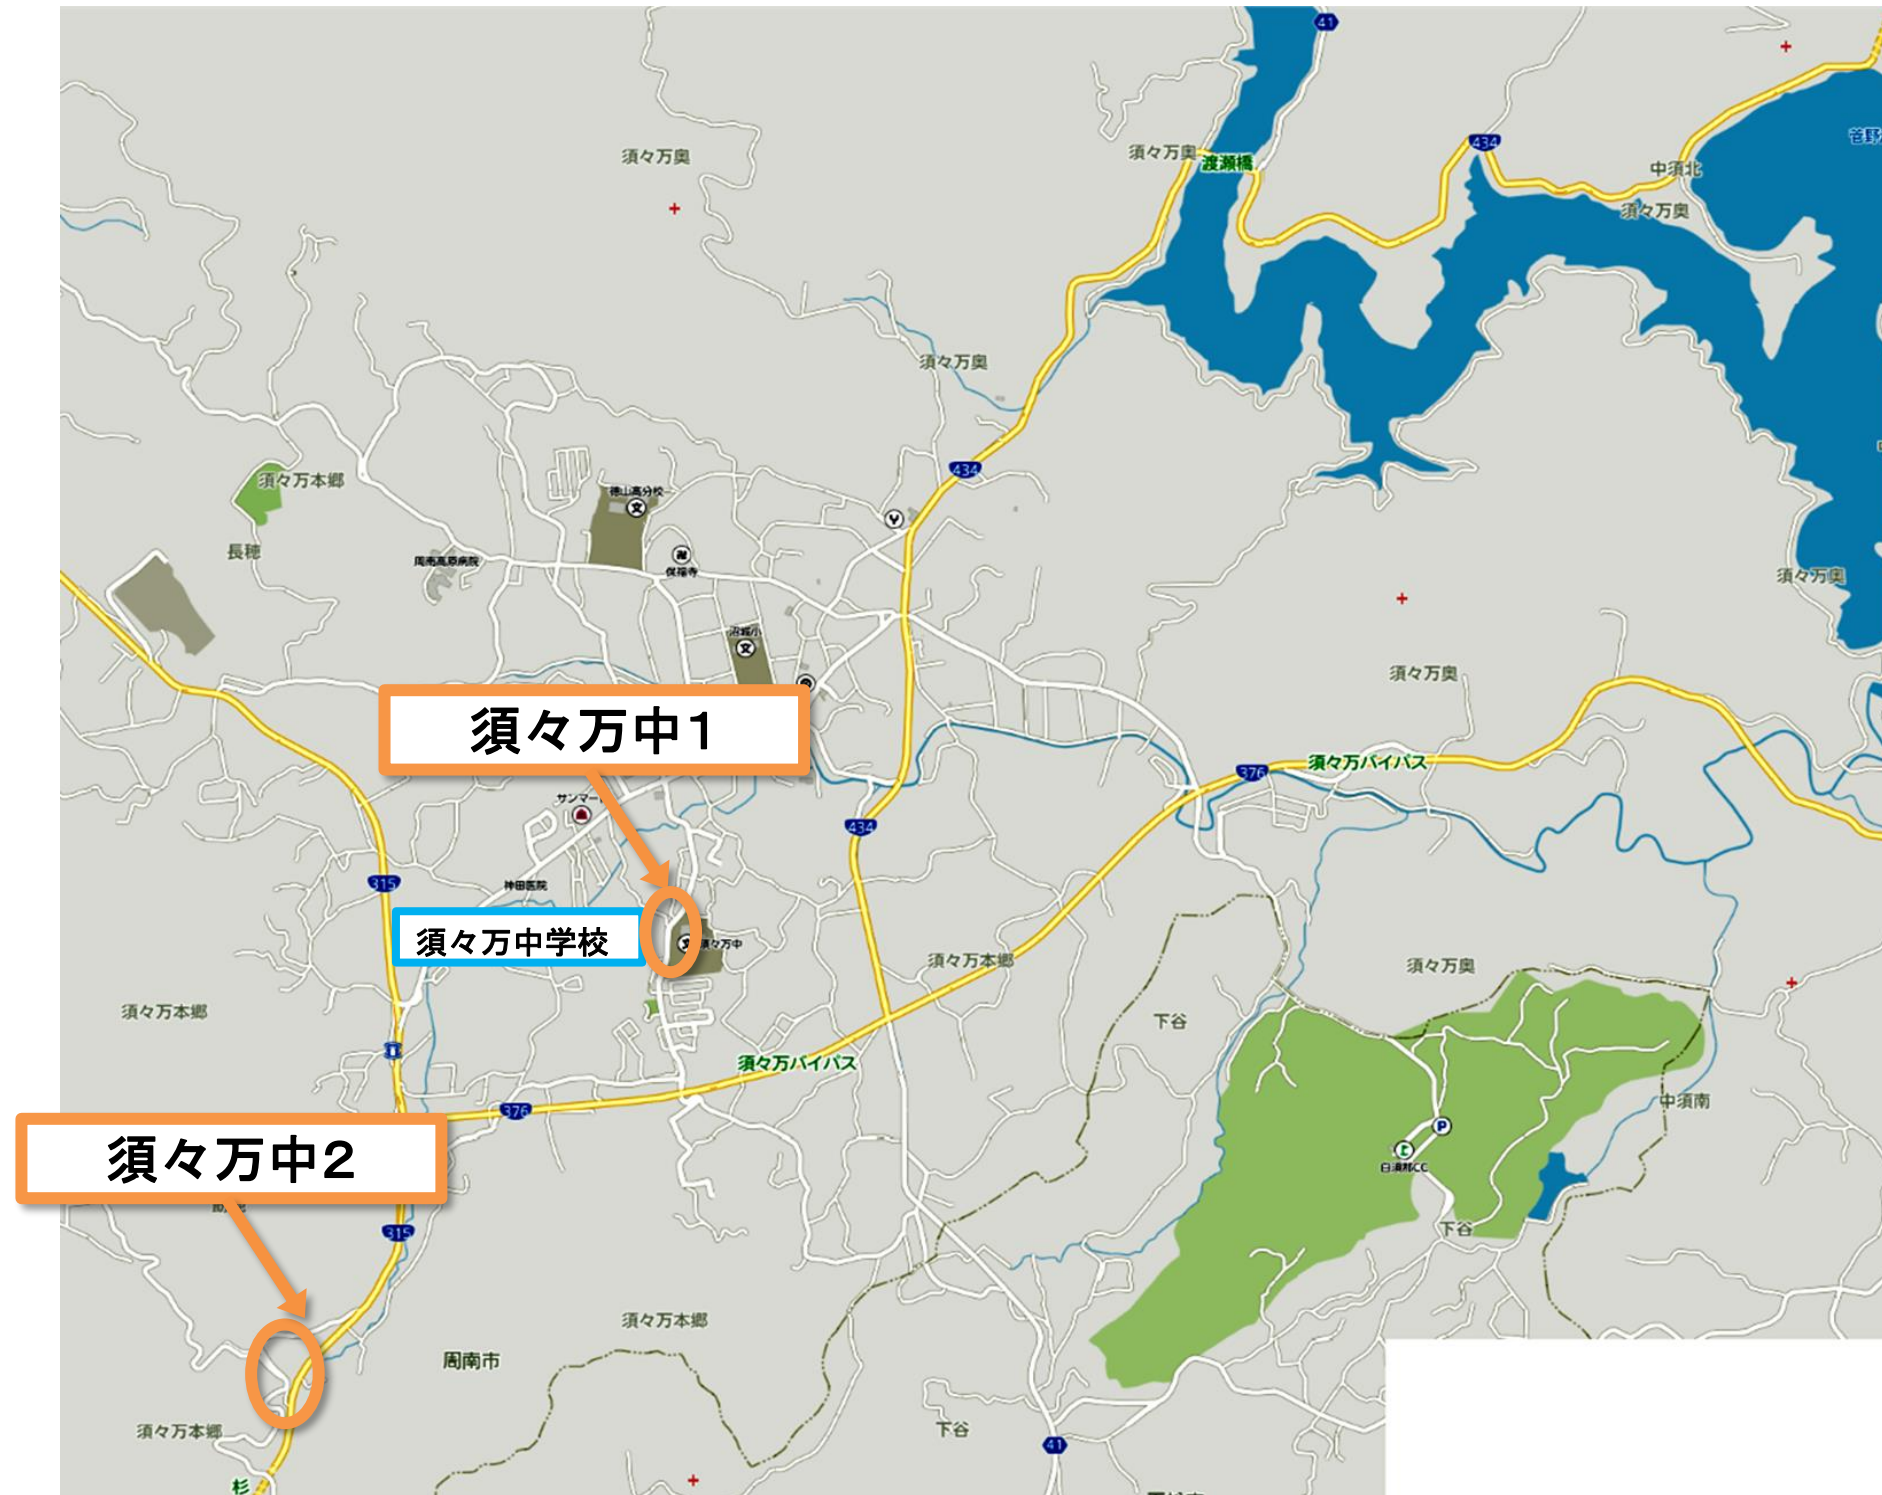 41
須々万奥
須々万奥
渡瀬橋
434
中須北
須々万奥
須々万奥
434
須々万本郷
徳山高分校
文
長穂
周南高原病院
保福寺
須々万奥
沼城小
文
須々万奥
須々万中1
376
須々万バイパス
434
315
神田医院
須々万中学校
文
須々万中
須々万本郷
須々万奥
須々万本郷
下谷
須々万バイパス
376
中須南
P
須々万中2
315
下谷
須々万本郷
周南市
須々万本郷
下谷
41
杉